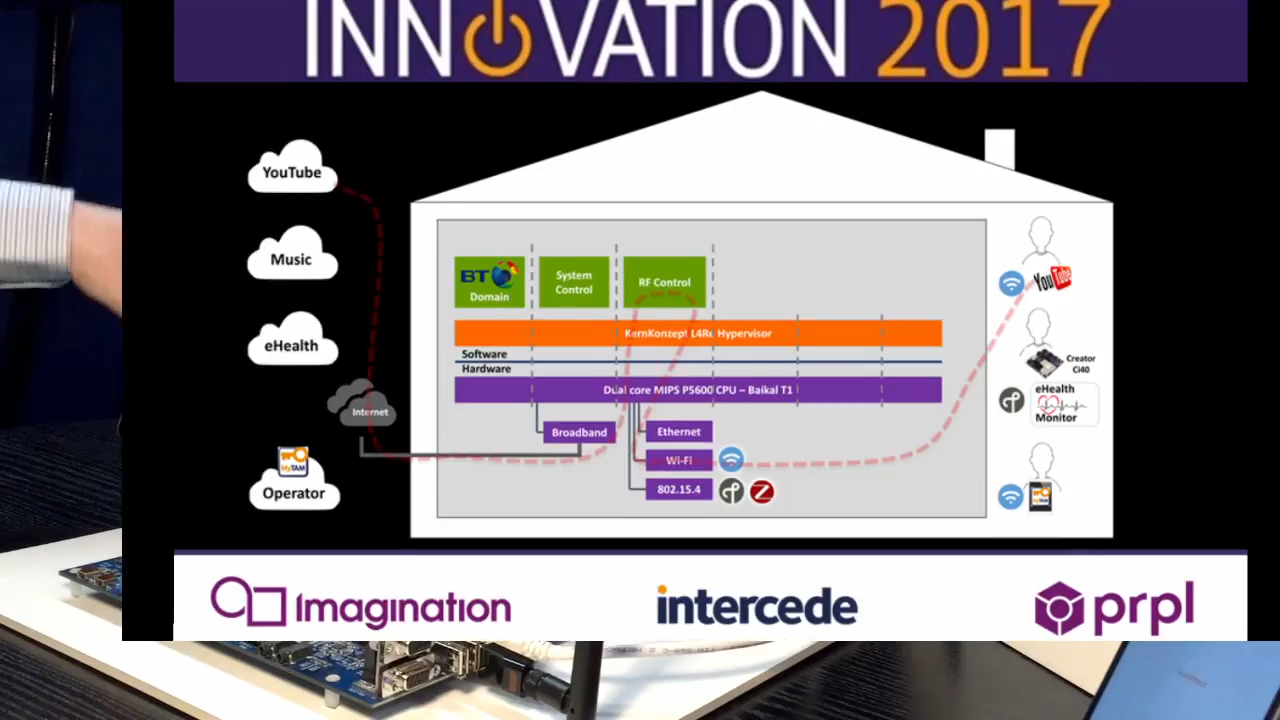 INNOVATION 2017
YouTube
Music
eHealth
Internet
MyTAM
Operator
BT
Domain
System
Control
RF Control
KernKonzept L4Re Hypervisor
Software
Hardware
Dual core MIPS P5600 CPU – Baikal T1
Broadband
Ethernet
Wi-Fi
802.15.4
YouTube
Creator
Ci40
eHealth
Monitor
Imagination
intercede
prpl